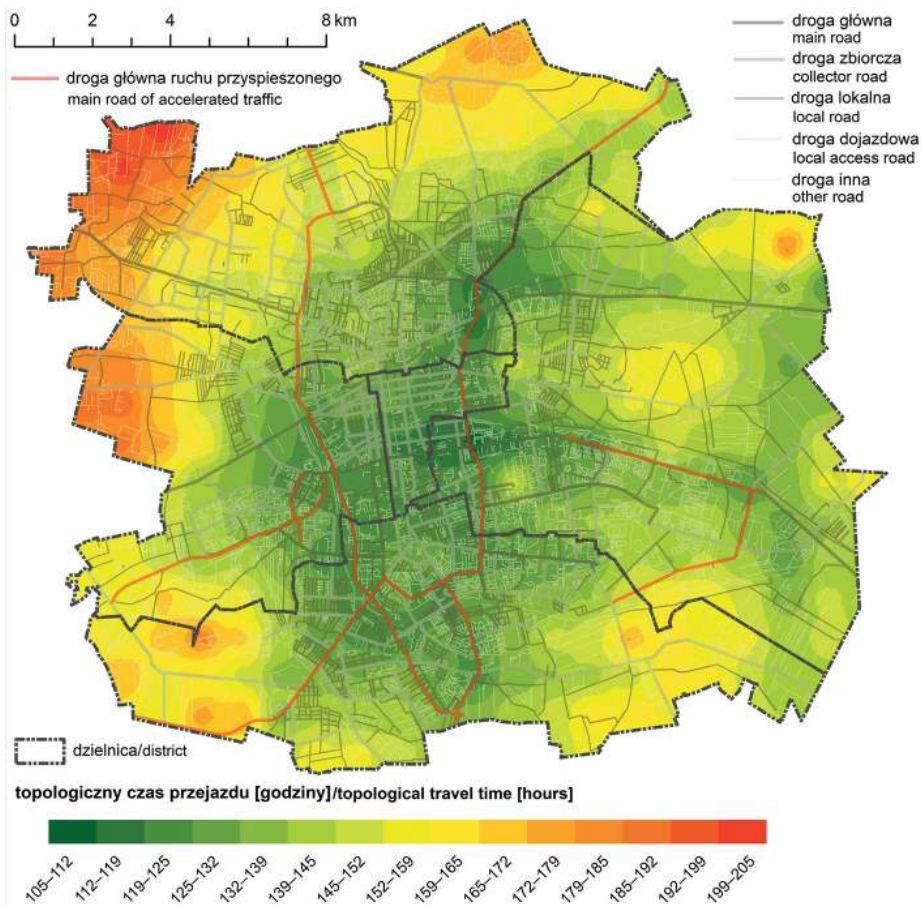 0 4 8 km
droga główna ruchu przyspieszonego
main road of accelerated traffic
droga główna
main road
droga zbiorcza
collector road
droga lokalna
local road
droga dojazdowa
local access road
droga inna
other road
dzielnica/district
topologiczny czas przejazdu [godziny]/topological travel time [hours]
105–112
112–119
119–125
125–132
132–139
139–145
145–152
152–159
159–165
165–172
172–179
179–185
185–192
192–199
199–205